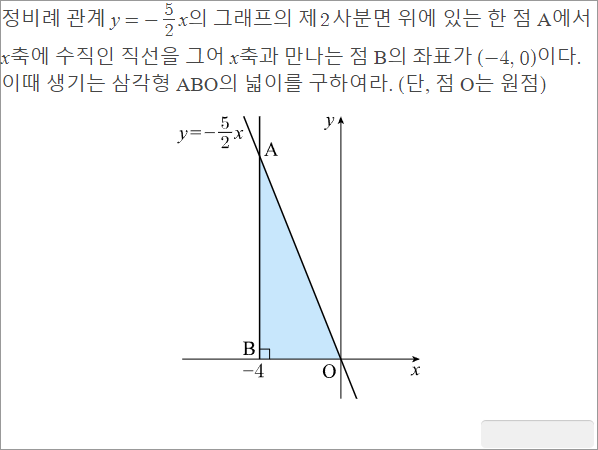 정비례 관계 y = -5/2 x의 그래프의 제2사분면 위에 있는 한 점 A에서
x축에 수직인 직선을 그어 x축과 만나는 점 B의 좌표가 (-4, 0)이다.
이때 생기는 삼각형 ABO의 넓이를 구하여라. (단, 점 O는 원점)
y=-5/2 x
y
A
B
-4
O
x